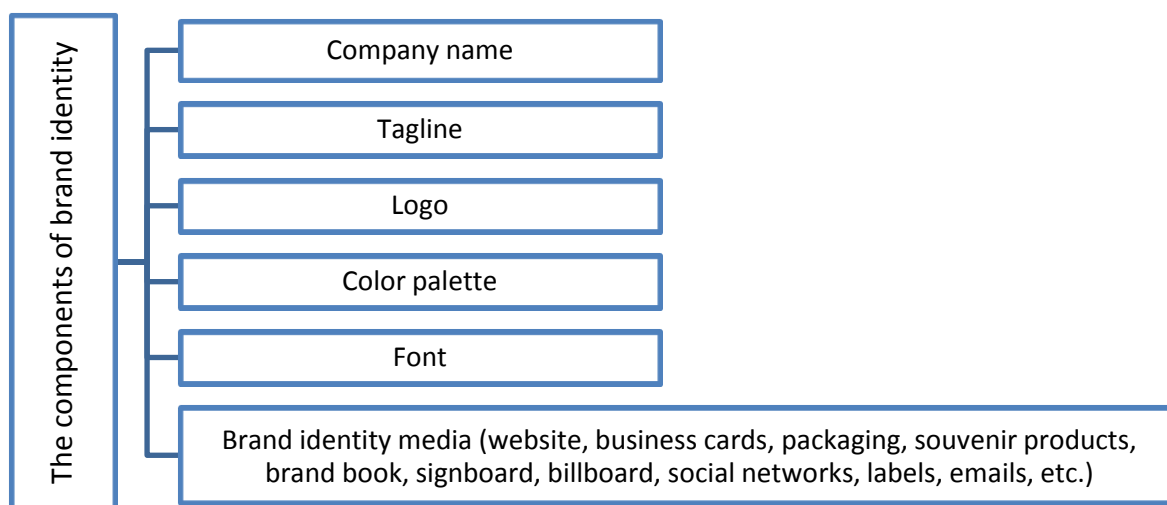 The components of brand identity
Company name
Tagline
Logo
Color palette
Font
Brand identity media (website, business cards, packaging, souvenir products,
brand book, signboard, billboard, social networks, labels, emails, etc.)